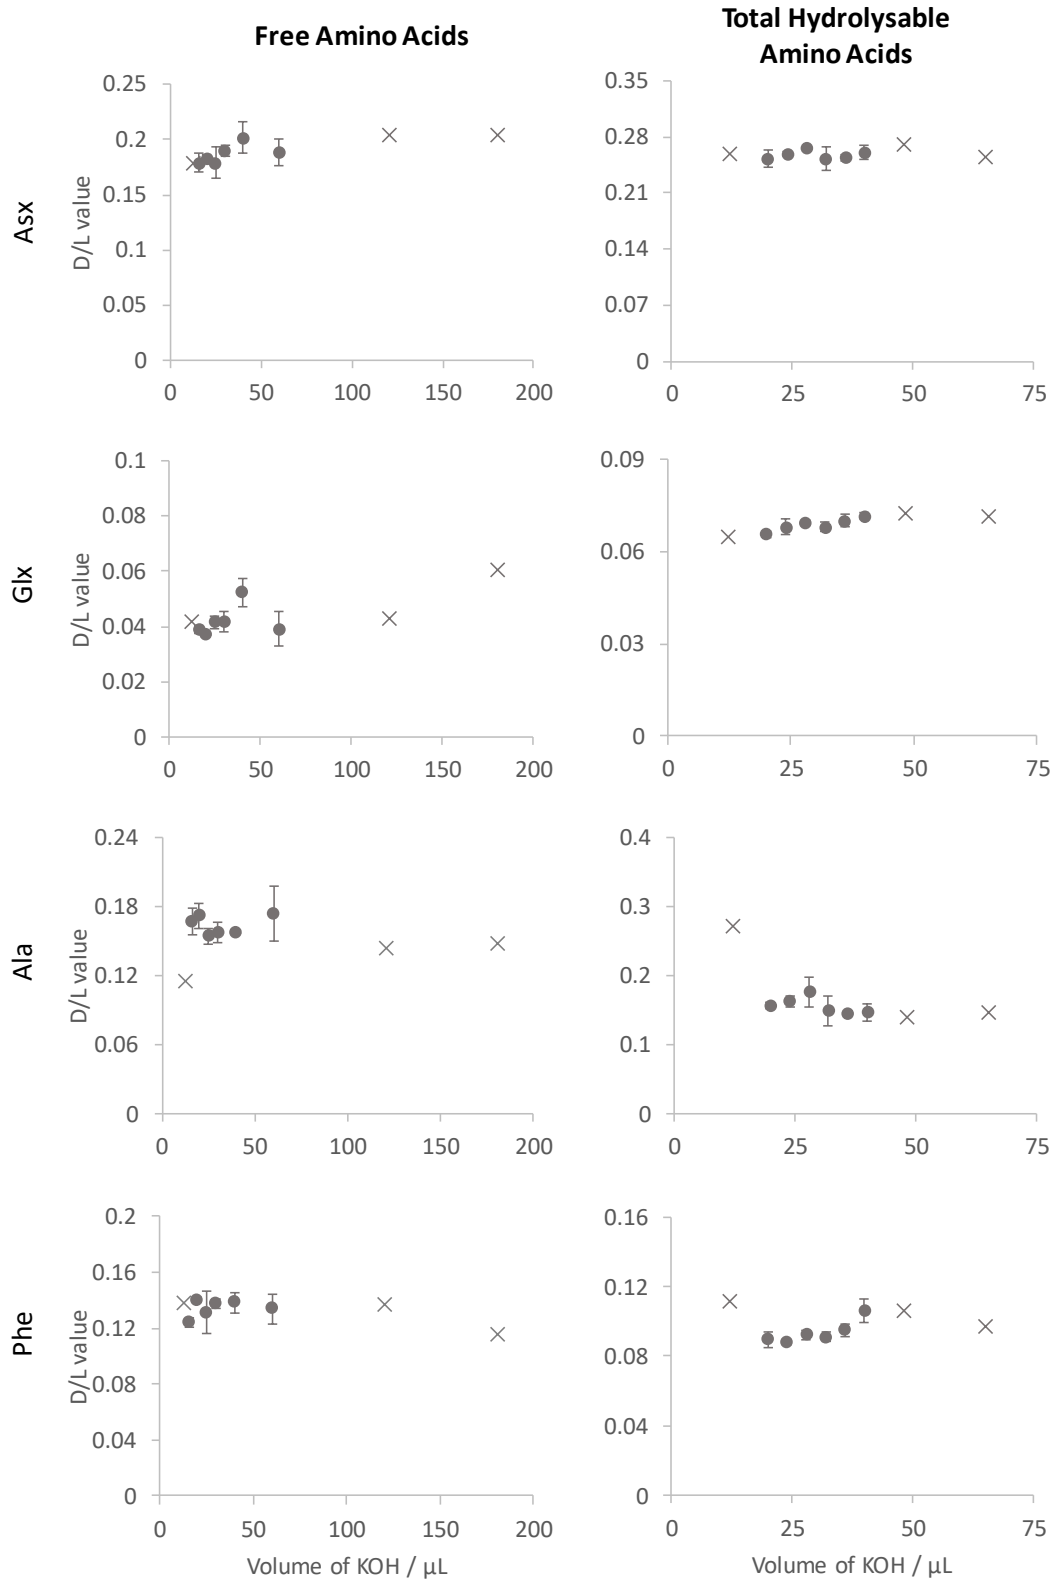 Free Amino Acids
Total Hydrolysable
Amino Acids
Asx
D/L value
0.25
0.2
0.15
0.1
0.05
0
0 50 100 150 200
0.35
0.28
0.21
0.14
0.07
0
0 25 50 75
Glx
D/L value
0.1
0.08
0.06
0.04
0.02
0
0 50 100 150 200
0.09
0.06
0.03
0
0 25 50 75
Ala
D/L value
0.24
0.18
0.12
0.06
0
0 50 100 150 200
0.4
0.3
0.2
0.1
0
0 25 50 75
Phe
D/L value
0.2
0.16
0.12
0.08
0.04
0
0 50 100 150 200
Volume of KOH / µL
0.16
0.12
0.08
0.04
0
0 25 50 75
Volume of KOH / µL